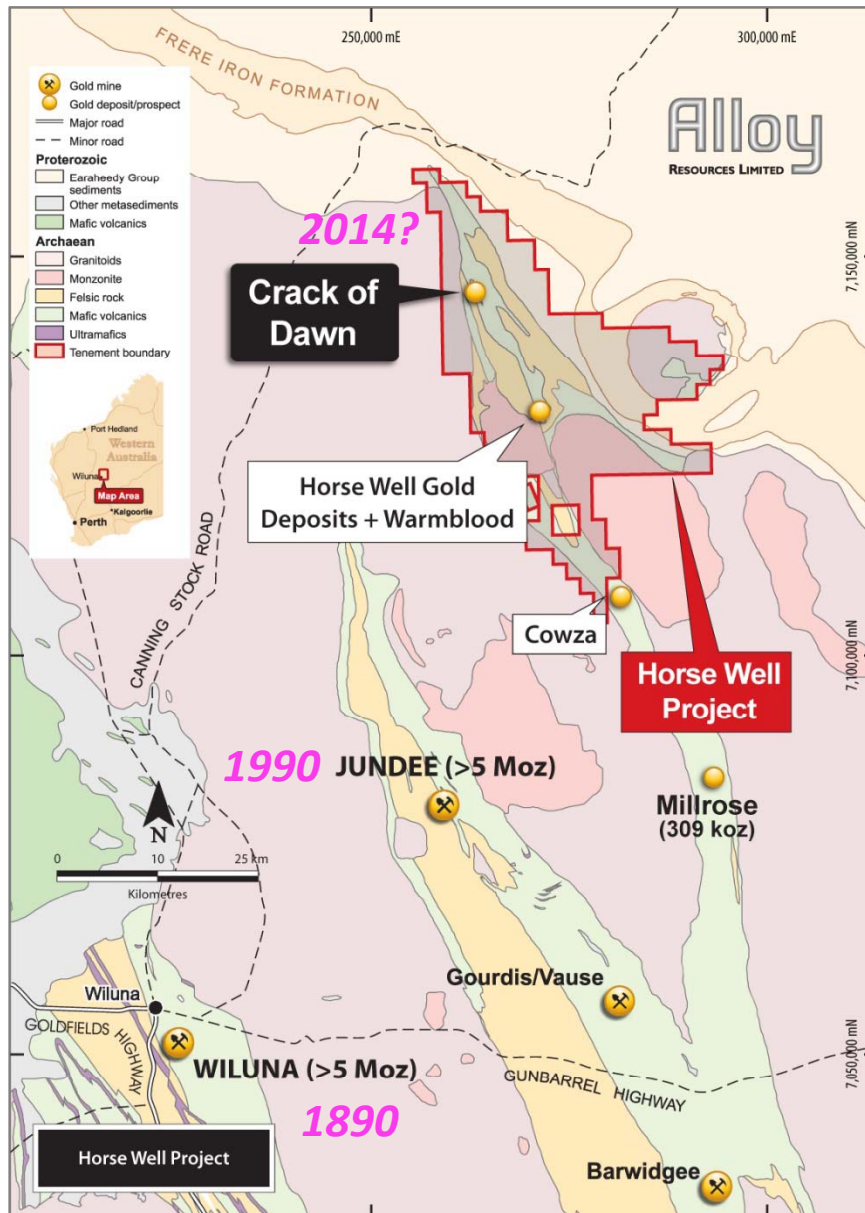 250,000 mE
300,000 mE
FRERE IRON FORMATION
Alloy
RESOURCES LIMITED
Gold mine
Gold deposit/prospect
Major road
Minor road
Proterozoic
Earaheedy Group
sediments
Other metasediments
Mafic volcanics
Archaean
Granitoids
Monzonite
Felsic rock
Mafic volcanics
Ultramafics
Tenement boundary
Port Hedland
Western
Australia
Wiluna
Map Area
Kalgoorlie
Perth
2014?
7,150,000 mN
Crack of
Dawn
Horse Well Gold
Deposits + Warmblood
CANNING STOCK ROAD
Cowza
Horse Well
Project
7,100,000 mN
1990
JUNDEE (>5 Moz)
Millrose
(309 koz)
N
0
10
25 km
Kilometres
Gourdis/Vause
Wiluna
GOLDFIELDS HIGHWAY
WILUNA (>5 Moz)
GUNBARREL HIGHWAY
7,050,000 mN
1890
Horse Well Project
Barwidgee